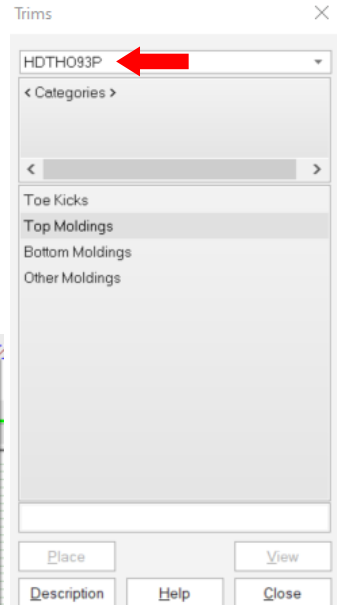 Trims
HDTHO93P
< Categories >
Toe Kicks
Top Moldings
Bottom Moldings
Other Moldings
Place View
Description Help Close